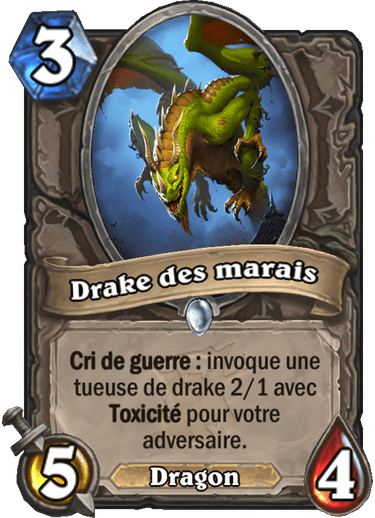 3
Drake des marais
Cri de guerre : invoque une
tueuse de drake 2/1 avec
Toxicité pour votre
adversaire.
5
Dragon
4